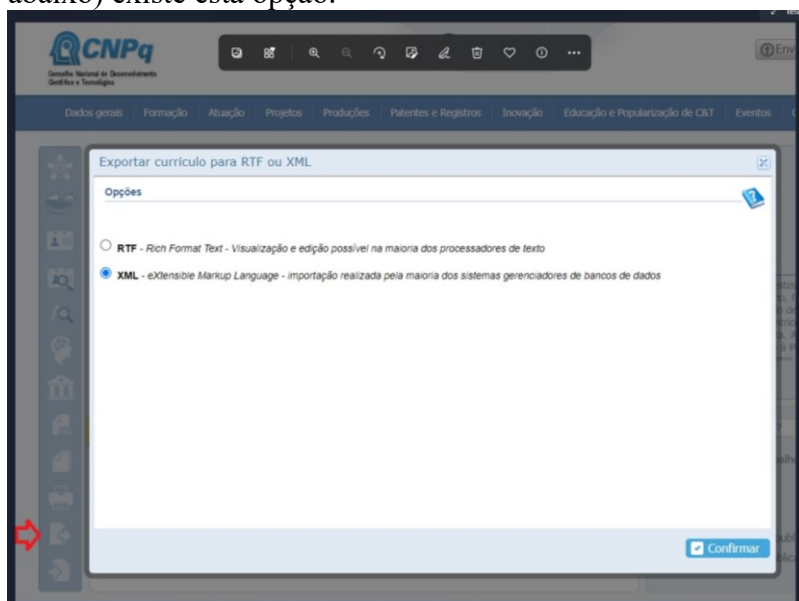 abaixo) existe esta opção.
CNPq
Conselho Nacional de Desenvolvimento
Científico e Tecnológico
Env
Dados gerais Formação Atuação Projetos Produções Patentes e Registros Inovação Educação e Popularização de C&T Eventos
Exportar currículo para RTF ou XML
Opções
RTF - Rich Format Text - Visualização e edição possível na maioria dos processadores de texto
XML - eXtensible Markup Language - importação realizada pela maioria dos sistemas gerenciadores de bancos de dados
Confirmar